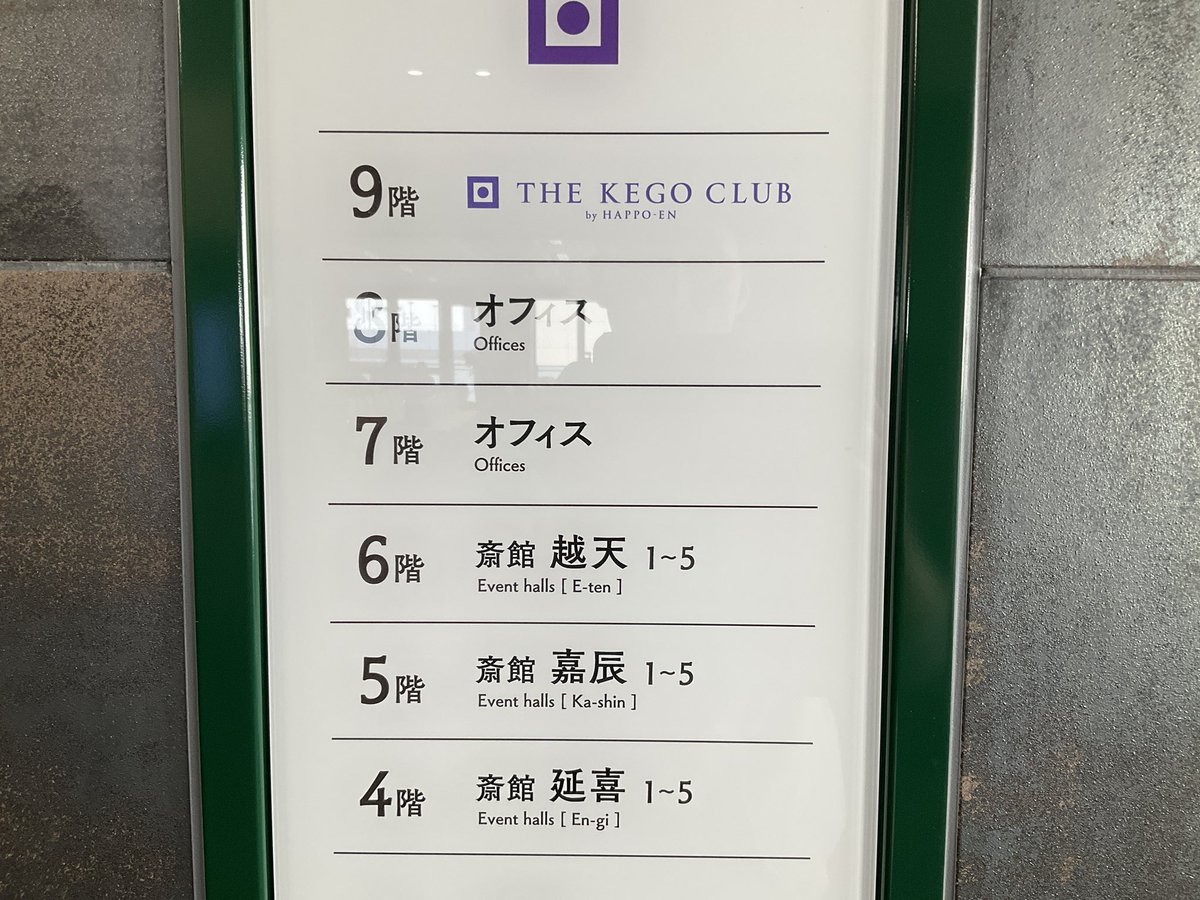 9階 THE KEGO CLUB
by HAPPO-EN
8階 オフィス
Offices
7階 オフィス
Offices
6階 斎館 越天 1~5
Event halls [ E-ten ]
5階 斎館 嘉辰 1~5
Event halls [ Ka-shin ]
4階 斎館 延喜 1~5
Event halls [ En-gi ]